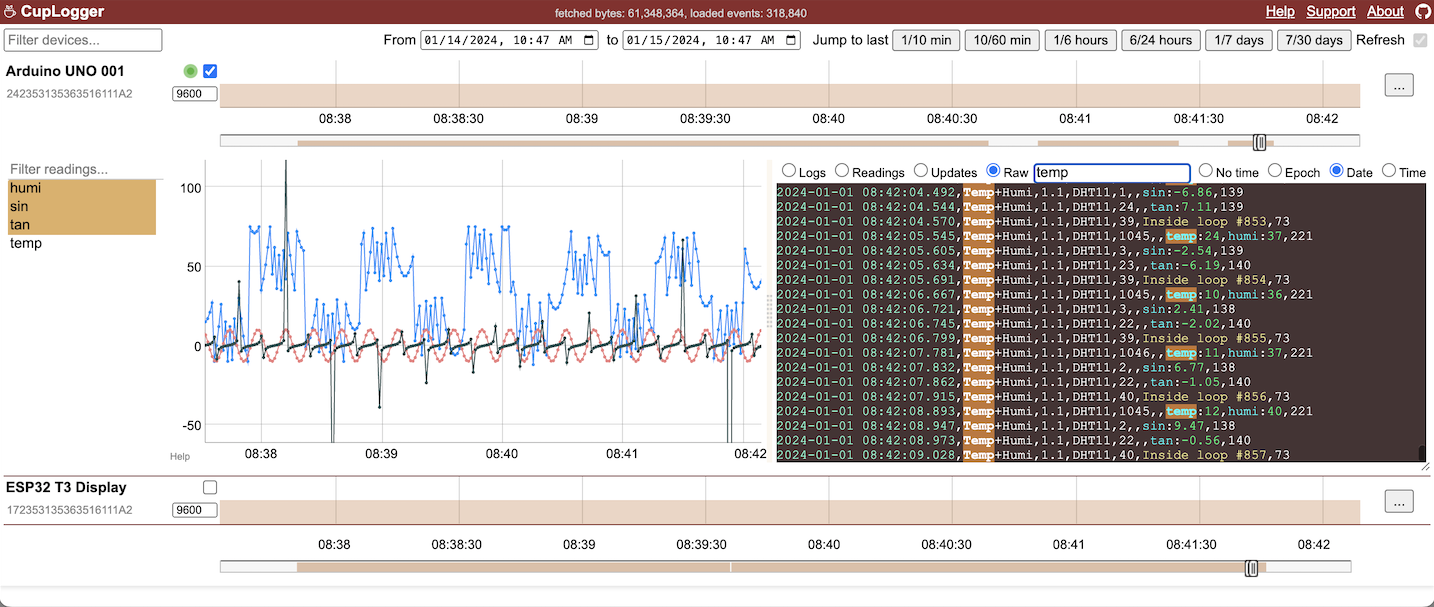 CupLogger
fetched bytes: 61,348,364, loaded events: 318,840
Help Support About
Filter devices...
From 01/14/2024, 10:47 AM to 01/15/2024, 10:47 AM Jump to last 1/10 min 10/60 min 1/6 hours 6/24 hours 1/7 days 7/30 days Refresh
Arduino UNO 001
242353135363516111A2 9600
...
08:38 08:38:30 08:39 08:39:30 08:40 08:40:30 08:41 08:41:30 08:42
Filter readings...
humi
sin
tan
temp
100
50
0
-50
Help
08:38 08:39 08:40 08:41 08:42
Logs Readings Updates Raw temp No time Epoch Date Time
2024-01-01 08:42:04.492,Temp+Humi,1.1,DHT11,1,,sin:-6.86,139
2024-01-01 08:42:04.544,Temp+Humi,1.1,DHT11,24,,tan:7.11,139
2024-01-01 08:42:04.570,Temp+Humi,1.1,DHT11,39,Inside loop #853,73
2024-01-01 08:42:05.545,Temp+Humi,1.1,DHT11,1045,,temp:24,humi:37,221
2024-01-01 08:42:05.605,Temp+Humi,1.1,DHT11,3,,sin:-2.54,139
2024-01-01 08:42:05.634,Temp+Humi,1.1,DHT11,23,,tan:-6.19,140
2024-01-01 08:42:05.691,Temp+Humi,1.1,DHT11,39,Inside loop #854,73
2024-01-01 08:42:06.667,Temp+Humi,1.1,DHT11,1045,,temp:10,humi:36,221
2024-01-01 08:42:06.721,Temp+Humi,1.1,DHT11,3,,sin:2.41,138
2024-01-01 08:42:06.745,Temp+Humi,1.1,DHT11,22,,tan:-2.02,140
2024-01-01 08:42:06.799,Temp+Humi,1.1,DHT11,39,Inside loop #855,73
2024-01-01 08:42:07.781,Temp+Humi,1.1,DHT11,1046,,temp:11,humi:37,221
2024-01-01 08:42:07.832,Temp+Humi,1.1,DHT11,2,,sin:6.77,138
2024-01-01 08:42:07.862,Temp+Humi,1.1,DHT11,22,,tan:-1.05,140
2024-01-01 08:42:07.915,Temp+Humi,1.1,DHT11,40,Inside loop #856,73
2024-01-01 08:42:08.893,Temp+Humi,1.1,DHT11,1045,,temp:12,humi:40,221
2024-01-01 08:42:08.947,Temp+Humi,1.1,DHT11,2,,sin:9.47,138
2024-01-01 08:42:08.973,Temp+Humi,1.1,DHT11,22,,tan:-0.56,140
2024-01-01 08:42:09.028,Temp+Humi,1.1,DHT11,40,Inside loop #857,73
ESP32 T3 Display
172353135363516111A2 9600
...
08:38 08:38:30 08:39 08:39:30 08:40 08:40:30 08:41 08:41:30 08:42